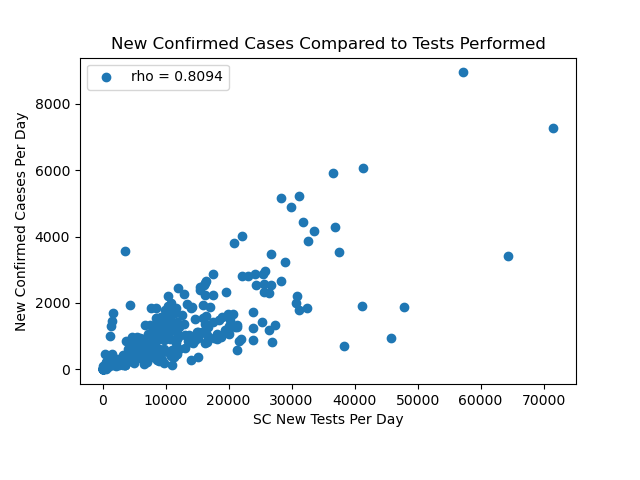 New Confirmed Cases Compared to Tests Performed
rho = 0.8094
New Confirmed Caeses Per Day
8000
6000
4000
2000
0
0 10000 20000 30000 40000 50000 60000 70000
SC New Tests Per Day